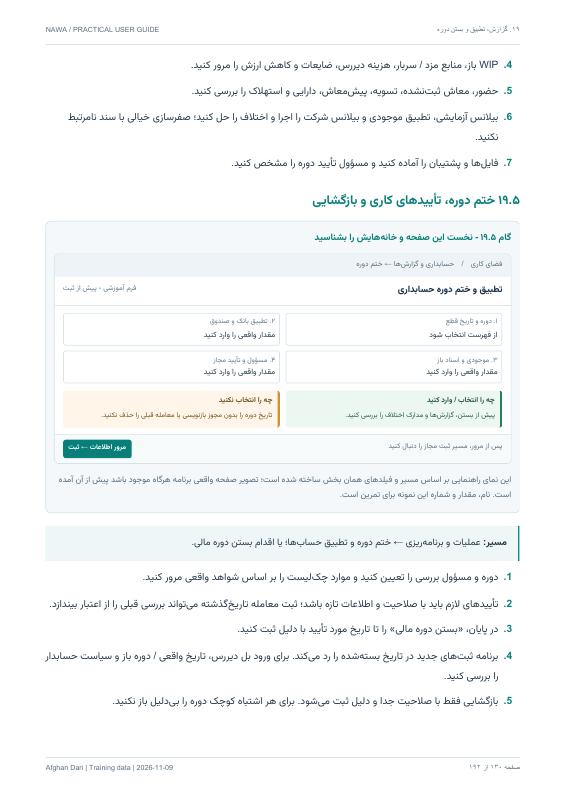 ۱۹. گزارش، تطبیق و بستن دوره
NAWA / PRACTICAL USER GUIDE
4. WIP باز، منابع مزد / سربار، هزینه دیررس، ضایعات و کاهش ارزش را مرور کنید.
5. حضور، معاش ثبت‌نشده، تسویه، پیش‌معاش، دارایی و استهلاک را بررسی کنید.
6. بیلانس آزمایشی، تطبیق موجودی و بیلانس شرکت را اجرا و اختلاف را حل کنید؛ صفرسازی خیالی با سند نامرتبط
نکنید.
7. فایل‌ها و پشتیبان را آماده کنید و مسؤول تأیید دوره را مشخص کنید.
۱۹.۵ ختم دوره، تأییدهای کاری و بازگشایی
گام ۱۹.۵ - نخست این صفحه و خانه‌هایش را بشناسید
فضای کاری / حسابداری و گزارش‌ها ← ختم دوره
تطبیق و ختم دوره حسابداری
فرم آموزشی - پیش از ثبت
۱. دوره و تاریخ قطع
از فهرست انتخاب شود
۲. تطبیق بانک و صندوق
مقدار واقعی را وارد کنید
۳. موجودی و اسناد باز
مقدار واقعی را وارد کنید
۴. مسؤول و تأیید مجاز
مقدار واقعی را وارد کنید
چه را انتخاب / وارد کنید
پیش از بستن، گزارش‌ها و مدارک اختلاف را بررسی کنید.
چه را انتخاب نکنید
تاریخ دوره را بدون مجوز بازنویسی یا معامله قبلی را حذف نکنید.
پس از مرور، مسیر ثبت مجاز را دنبال کنید
مرور اطلاعات ← ثبت
این نمای راهنمایی بر اساس مسیر و فیلدهای همان بخش ساخته شده است؛ تصویر صفحه واقعی برنامه هرگاه موجود باشد پیش از آن آمده
است. نام، مقدار و شماره این نمونه برای تمرین است.
مسیر: عملیات و برنامه‌ریزی ← ختم دوره و تطبیق حساب‌ها؛ یا اقدام بستن دوره مالی.
1. دوره و مسؤول بررسی را تعیین کنید و موارد چک‌لیست را بر اساس شواهد واقعی مرور کنید.
2. تأییدهای لازم باید با صلاحیت و اطلاعات تازه باشد؛ ثبت معامله تاریخ‌گذشته می‌تواند بررسی قبلی را از اعتبار بیندازد.
3. در پایان، «بستن دوره مالی» را تا تاریخ مورد تأیید با دلیل ثبت کنید.
4. برنامه ثبت‌های جدید در تاریخ بسته‌شده را رد می‌کند. برای ورود بل دیررس، تاریخ واقعی / دوره باز و سیاست حسابدار
را بررسی کنید.
5. بازگشایی فقط با صلاحیت جدا و دلیل ثبت می‌شود. برای هر اشتباه کوچک دوره را بی‌دلیل باز نکنید.
صفحه ۱۳۰ از ۱۹۲
Afghan Dari | Training data | 2026-11-09